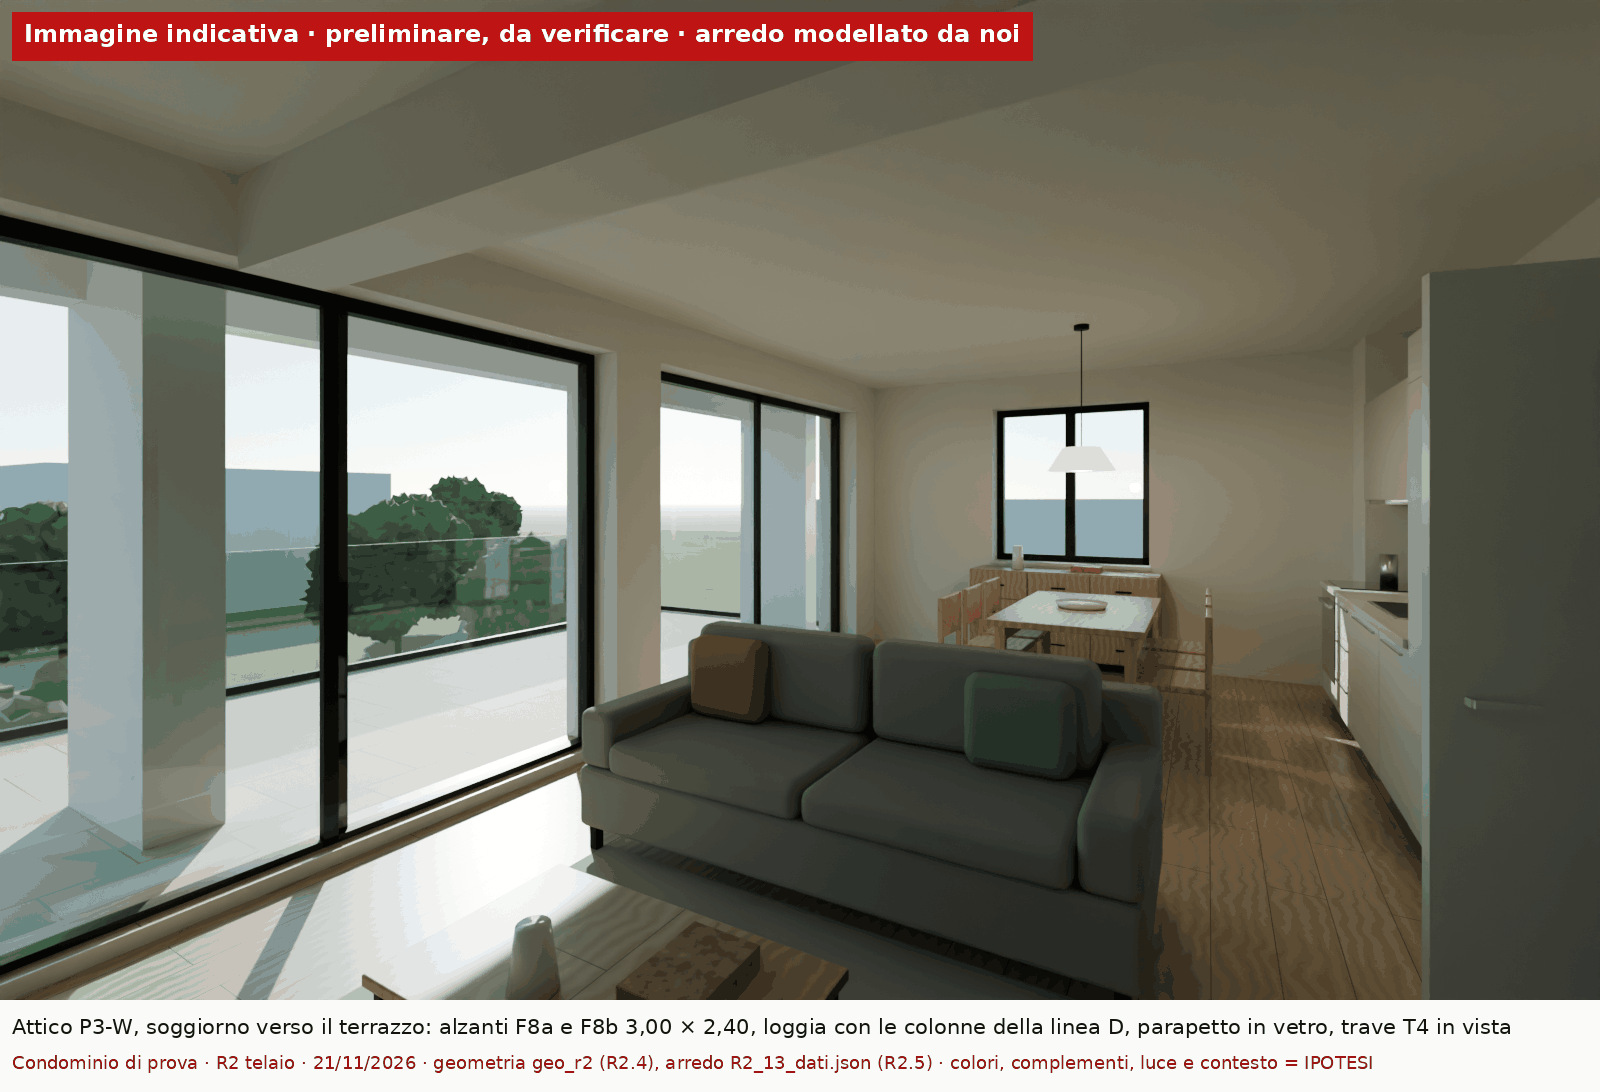 Immagine indicativa · preliminare, da verificare · arredo modellato da noi
Attico P3-W, soggiorno verso il terrazzo: alzanti F8a e F8b 3,00 × 2,40, loggia con le colonne della linea D, parapetto in vetro, trave T4 in vista
Condominio di prova · R2 telaio · 21/11/2026 · geometria geo_r2 (R2.4), arredo R2_13_dati.json (R2.5) · colori, complementi, luce e contesto = IPOTESI